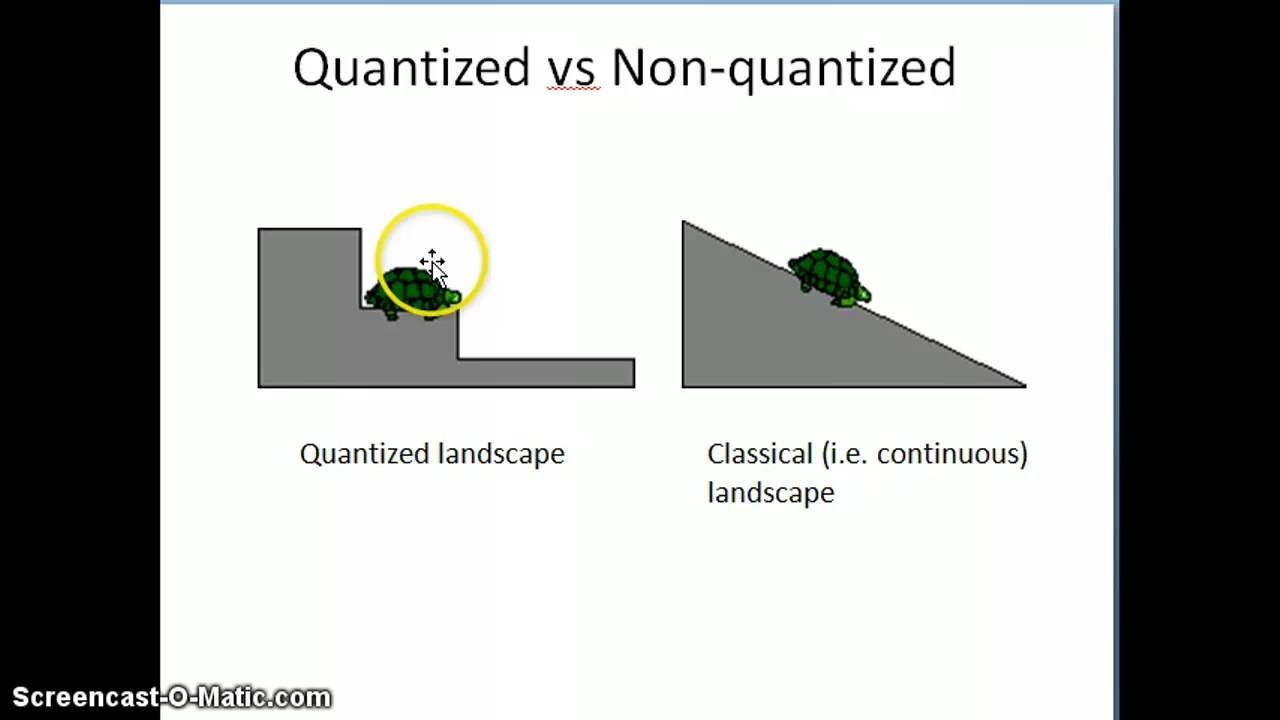 Quantized vs Non-quantized
Quantized landscape
Classical (i.e. continuous)
landscape
Screencast-O-Matic.com